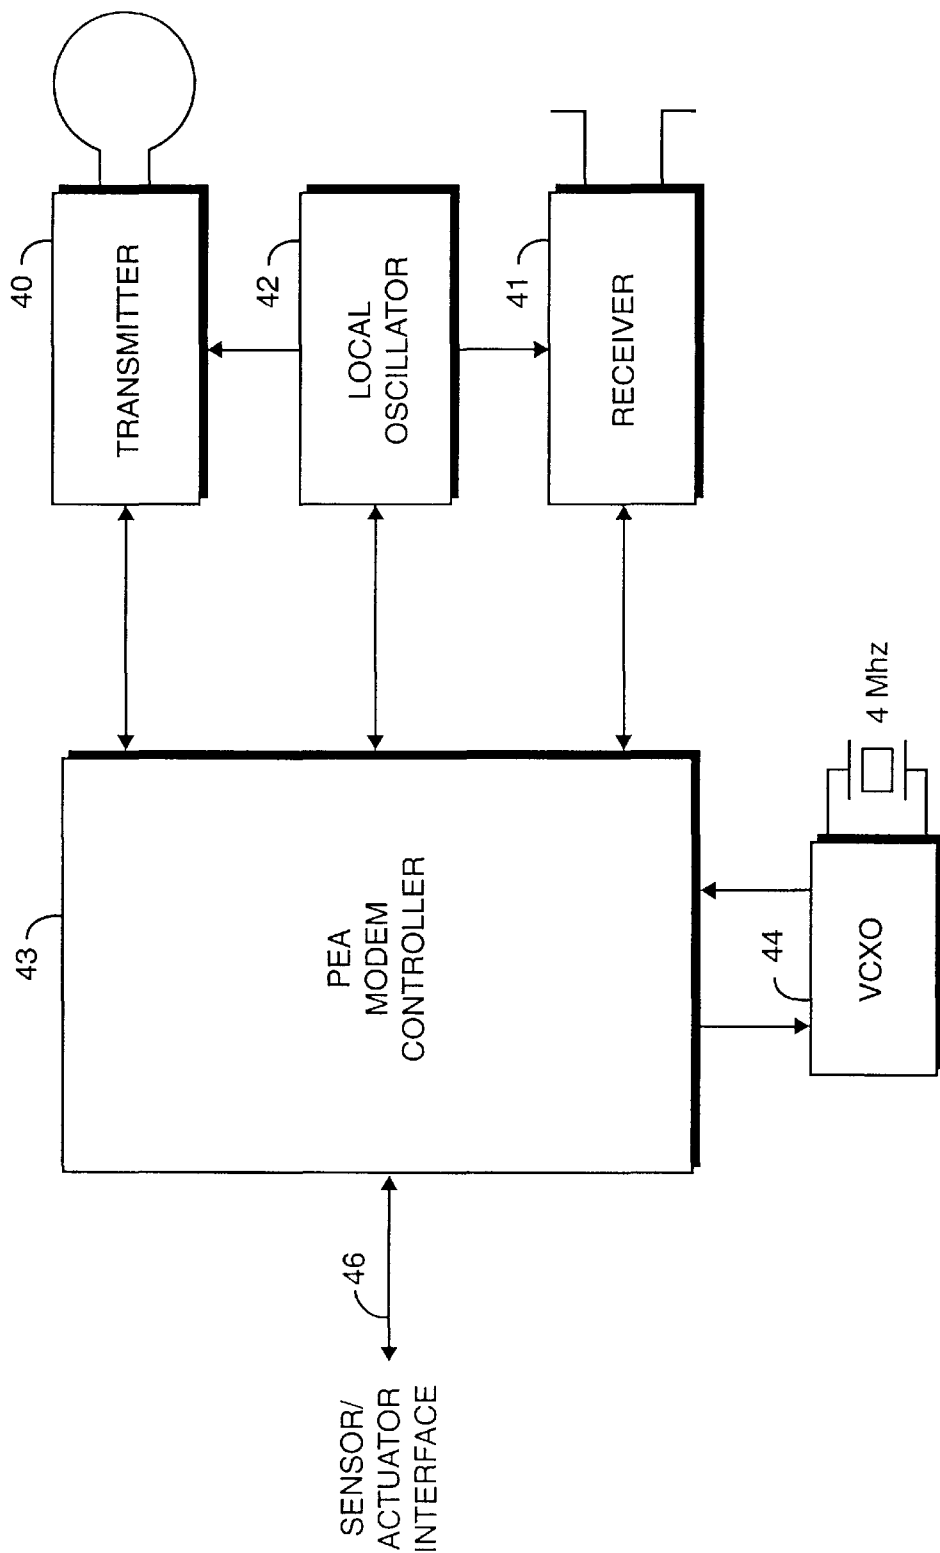 SENSOR/
ACTUATOR
INTERFACE
46
43
PEA
MODEM
CONTROLLER
44
VCXO
4 Mhz
40
TRANSMITTER
42
LOCAL
OSCILLATOR
41
RECEIVER